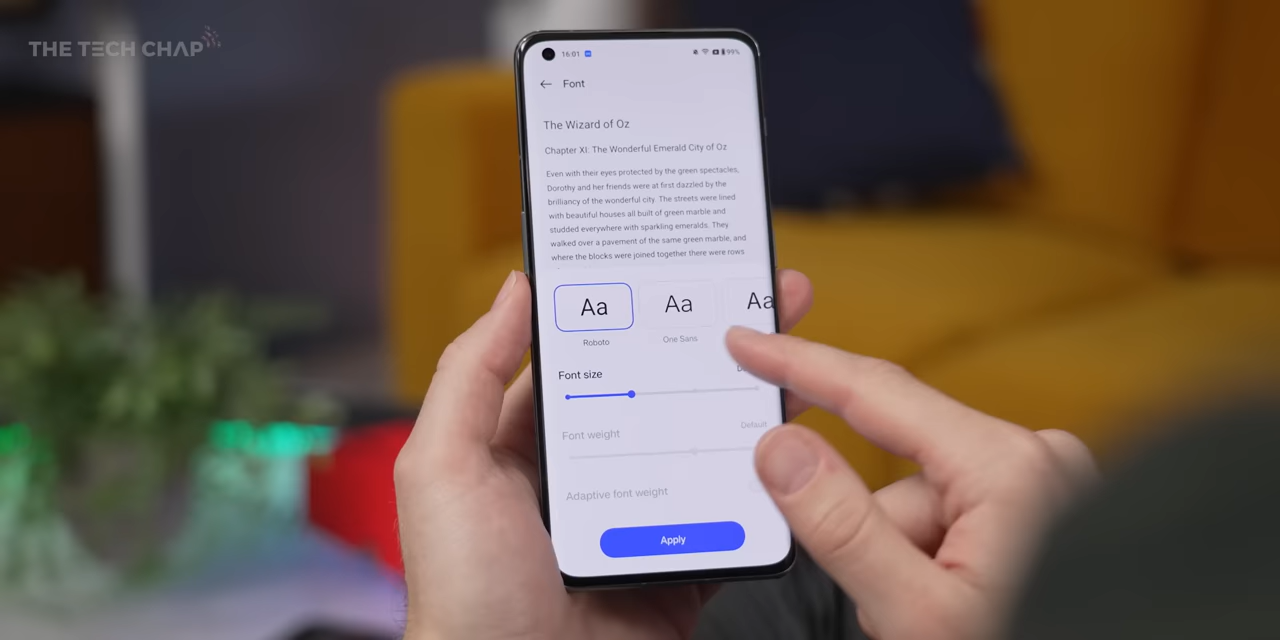 THE TECH CHAP
16:01
99%
Font
The Wizard of Oz
Chapter XI: The Wonderful Emerald City of Oz
Even with their eyes protected by the green spectacles,
Dorothy and her friends were at first dazzled by the
brilliancy of the wonderful city. The streets were lined
with beautiful houses all built of green marble and
studded everywhere with sparkling emeralds. They
walked over a pavement of the same green marble, and
where the blocks were joined together there were rows
Aa
Aa
Aa
Roboto
One Sans
Font size
Font weight
Default
Adaptive font weight
Apply